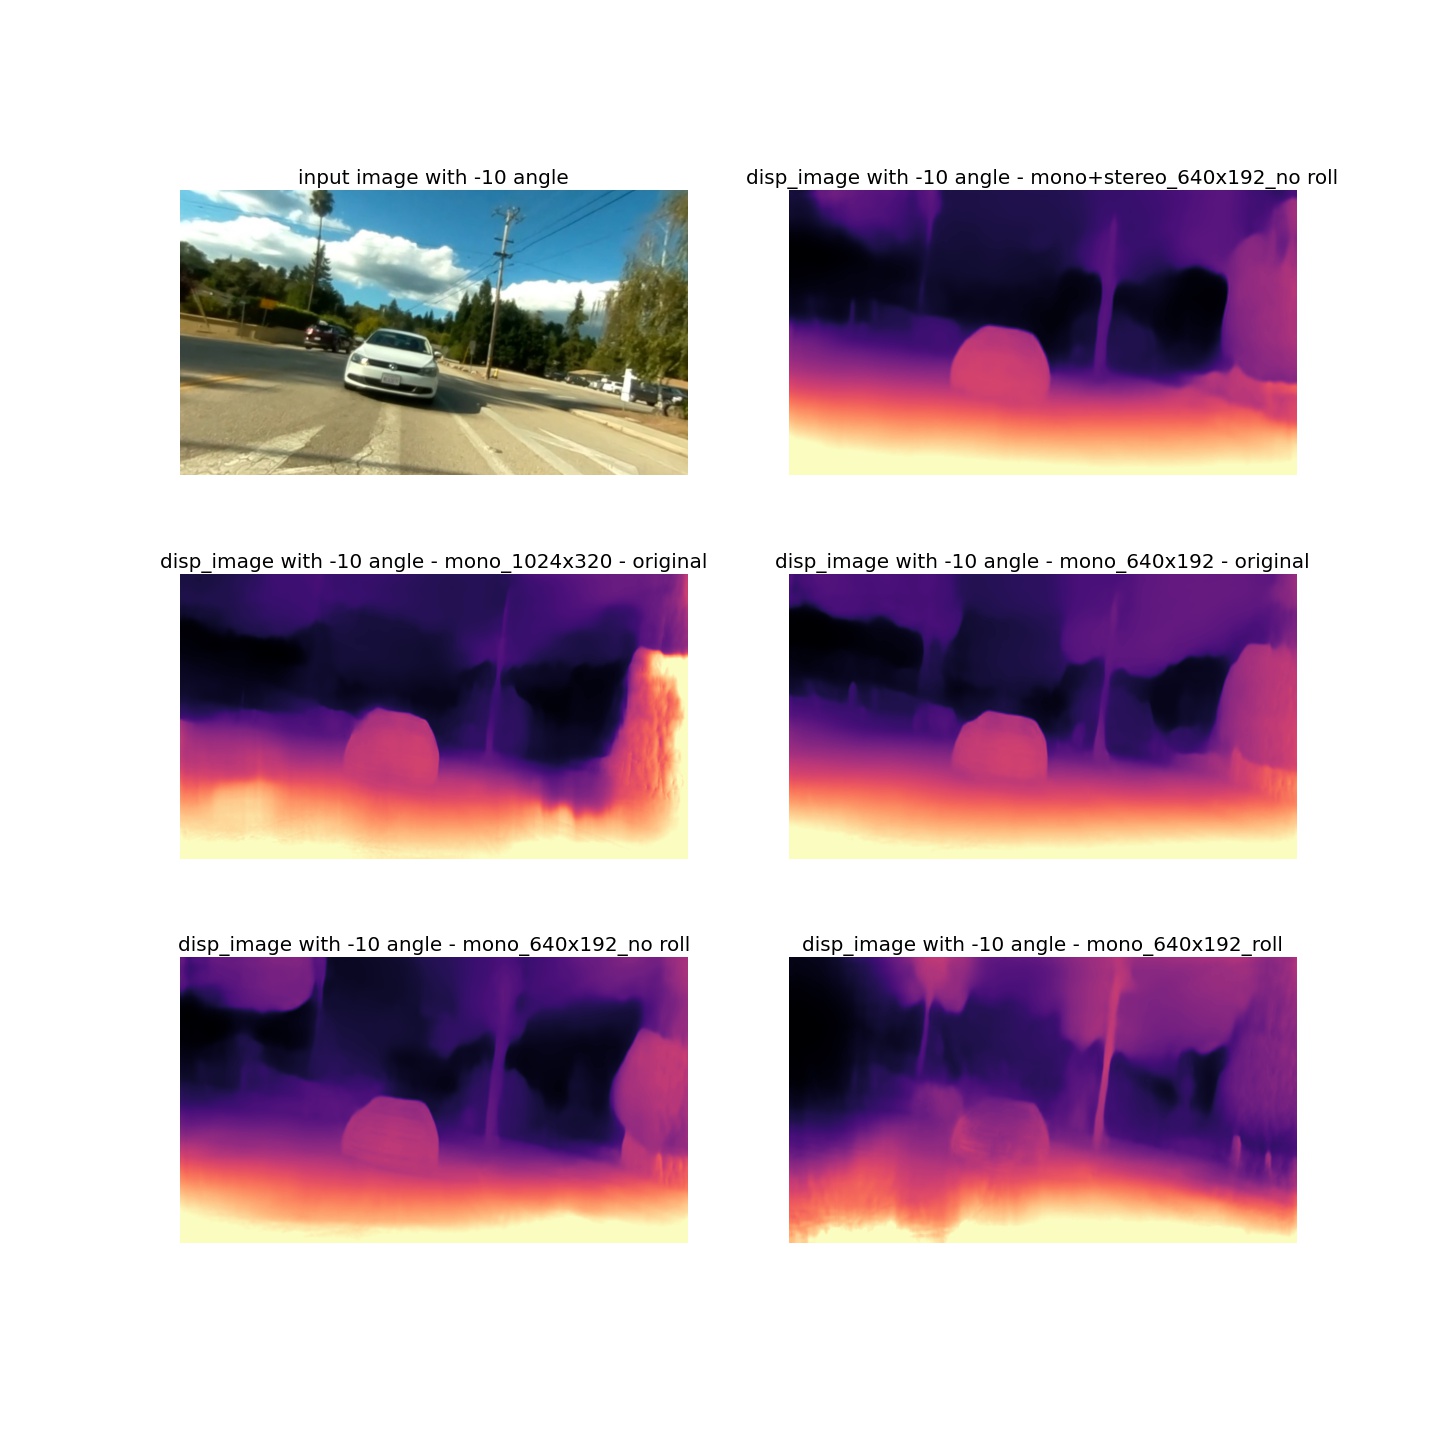 input image with -10 angle
disp_image with -10 angle - mono+stereo_640x192_no roll
disp_image with -10 angle - mono_1024x320 - original
disp_image with -10 angle - mono_640x192 - original
disp_image with -10 angle - mono_640x192_no roll
disp_image with -10 angle - mono_640x192_roll